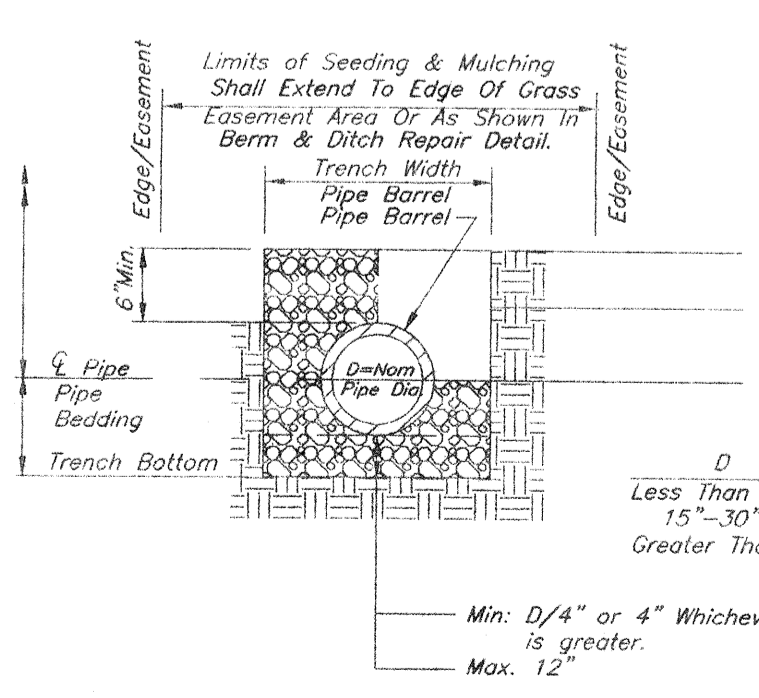 Limits of Seeding & Mulching
Shall Extend To Edge Of Grass
Easement Area Or As Shown In
Berm & Ditch Repair Detail.
Edge/Easement
Edge/Easement
Trench Width
Pipe Barrel
Pipe Barrel
6"Min.
℄ Pipe
D=Nom
Pipe Dia.
Pipe
Bedding
Trench Bottom
D
Less Than
15"-30"
Greater
Min: D/4" or 4"
is greater.
Max. 12"